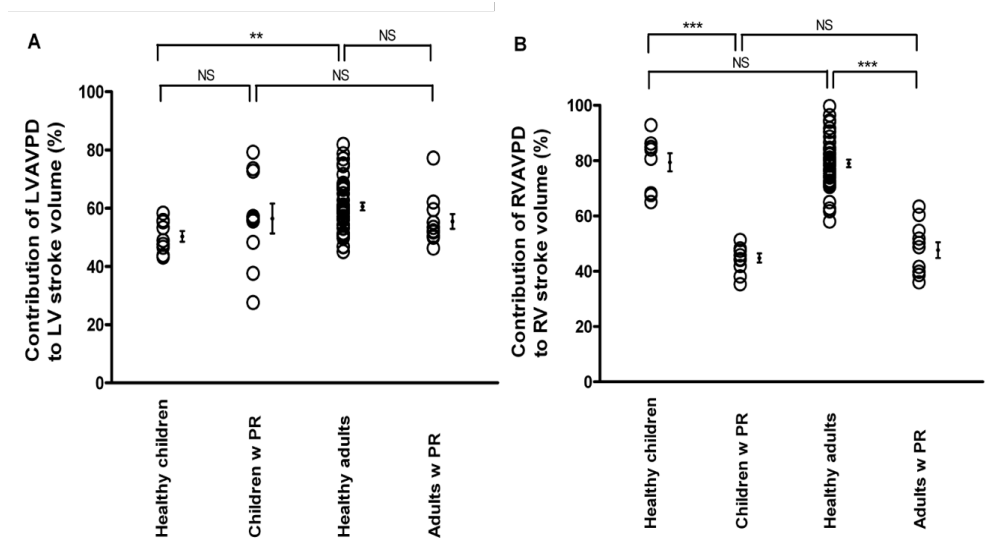 A
**
NS
NS
NS
Contribution of LVAVPD
to LV stroke volume (%)
100
80
60
40
20
0
Healthy children
Children w PR
Healthy adults
Adults w PR
B
***
NS
NS
***
Contribution of RVAVPD
to RV stroke volume (%)
100
80
60
40
20
0
Healthy children
Children w PR
Healthy adults
Adults w PR